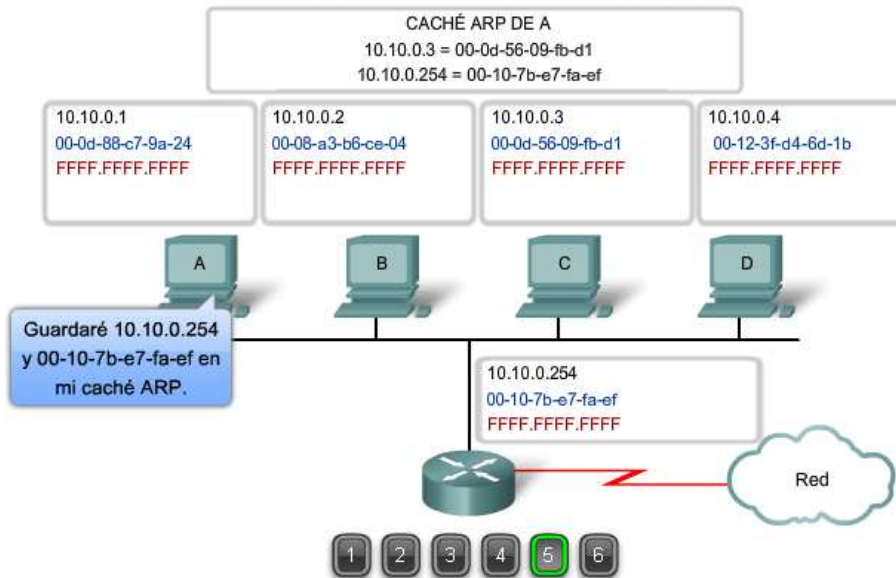 CACHÉ ARP DE A
10.10.0.3 = 00-0d-56-09-fb-d1
10.10.0.254 = 00-10-7b-e7-fa-ef
10.10.0.1
00-0d-88-c7-9a-24
FFFF.FFFF.FFFF
10.10.0.2
00-08-a3-b6-ce-04
FFFF.FFFF.FFFF
10.10.0.3
00-0d-56-09-fb-d1
FFFF.FFFF.FFFF
10.10.0.4
00-12-3f-d4-6d-1b
FFFF.FFFF.FFFF
A
B
C
D
Guardaré 10.10.0.254
y 00-10-7b-e7-fa-ef en
mi caché ARP.
10.10.0.254
00-10-7b-e7-fa-ef
FFFF.FFFF.FFFF
Red
1 2 3 4 5 6